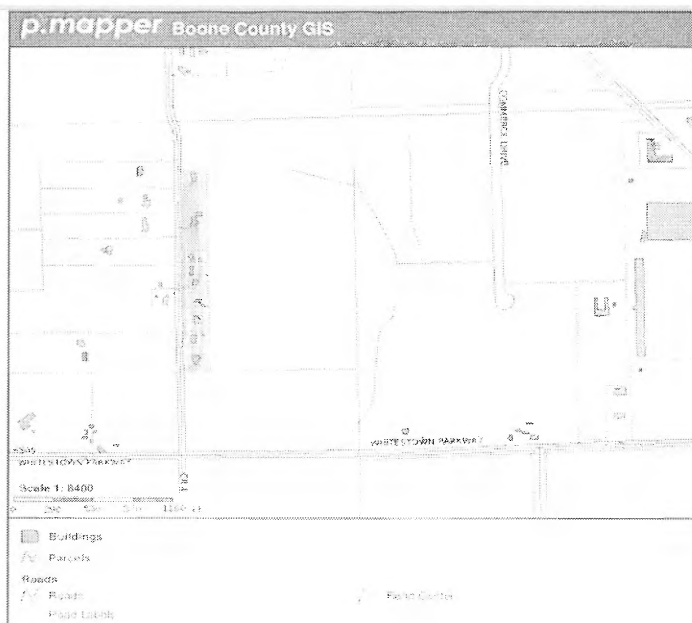 p.mapper Boone County GIS
COMMERCE DRIVE
WHITESTOWN PARKWAY
WHITESTOWN PARKWAY
Scale 1: 8400
0
Buildings
Parcels
Roads
Roads
Road Center
Road Labels